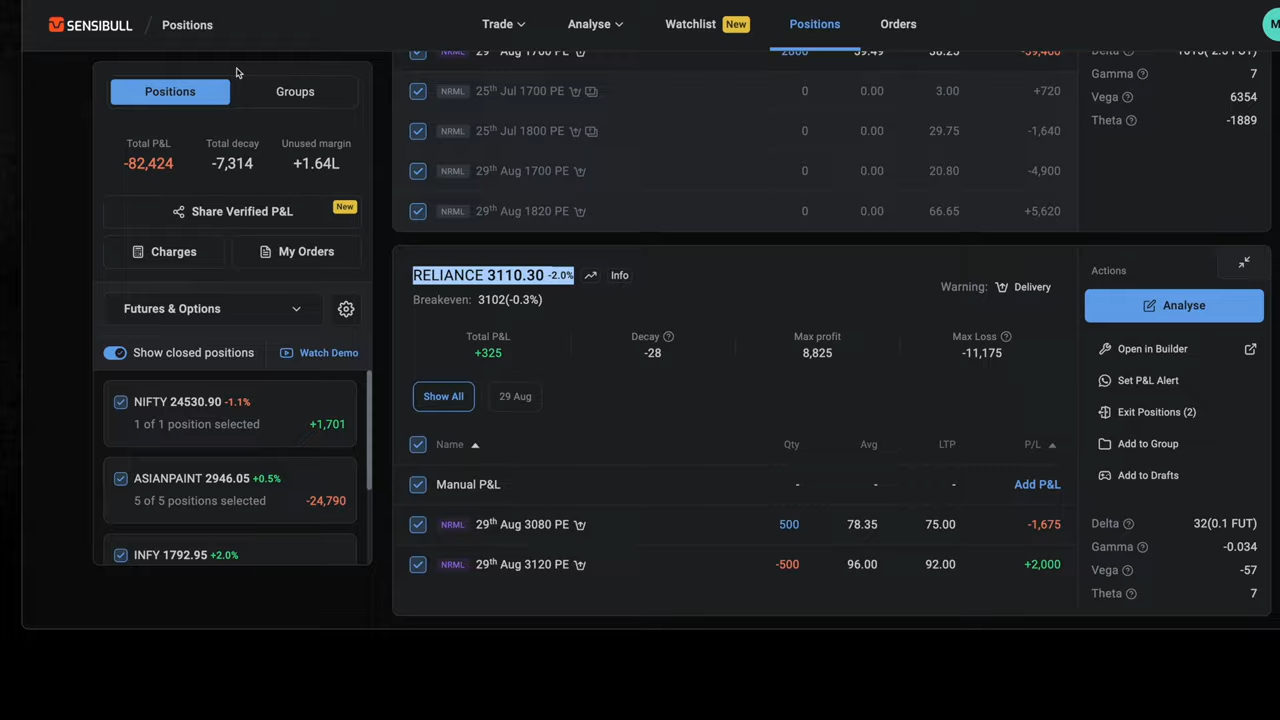 SENSIBULL / Positions
Trade Analyse Watchlist New Positions Orders
M
Positions Groups
Total P&L Total decay Unused margin
-82,424 -7,314 +1.64L
Share Verified P&L New
Charges My Orders
Futures & Options
Show closed positions Watch Demo
NIFTY 24530.90 -1.1%
1 of 1 position selected +1,701
ASIANPAINT 2946.05 +0.5%
5 of 5 positions selected -24,790
INFY 1792.95 +2.0%
NRML 25th Jul 1700 PE 0 0.00 3.00 +720
NRML 25th Jul 1800 PE 0 0.00 29.75 -1,640
NRML 29th Aug 1700 PE 0 0.00 20.80 -4,900
NRML 29th Aug 1820 PE 0 0.00 66.65 +5,620
Gamma 7
Vega 6354
Theta -1889
RELIANCE 3110.30 -2.0% Info
Breakeven: 3102(-0.3%)
Warning: Delivery
Total P&L Decay Max profit Max Loss
+325 -28 8,825 -11,175
Show All 29 Aug
Name Qty Avg LTP P/L
Manual P&L - - - Add P&L
NRML 29th Aug 3080 PE 500 78.35 75.00 -1,675
NRML 29th Aug 3120 PE -500 96.00 92.00 +2,000
Actions
Analyse
Open in Builder
Set P&L Alert
Exit Positions (2)
Add to Group
Add to Drafts
Delta 32(0.1 FUT)
Gamma -0.034
Vega -57
Theta 7